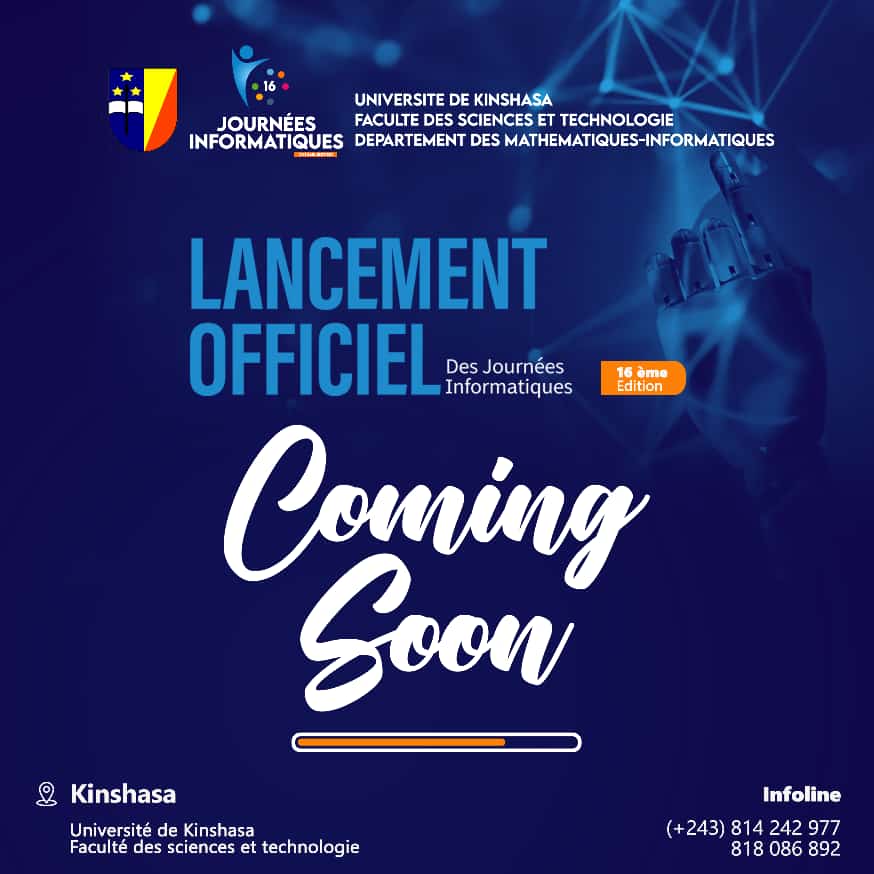 16
JOURNÉES
INFORMATIQUES
UNIVERSITE DE KINSHASA
FACULTE DES SCIENCES ET TECHNOLOGIE
DEPARTEMENT DES MATHEMATIQUES-INFORMATIQUES
LANCEMENT
OFFICIEL
Des Journées
Informatiques
16 ème
Edition
Coming
Soon
Kinshasa
Université de Kinshasa
Faculté des sciences et technologie
Infoline
(+243) 814 242 977
818 086 892